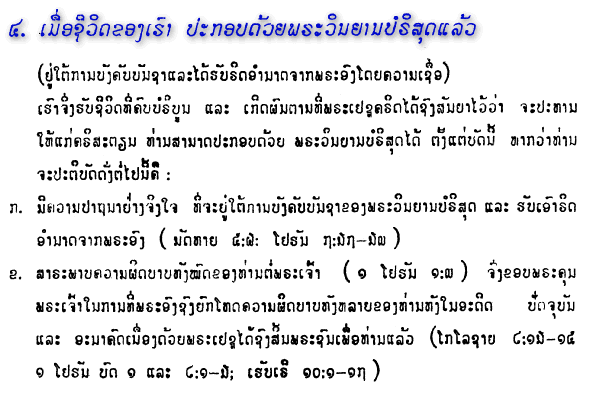 ໔. ເມື່ອຊີວິດຂອງເຮົາ ປະກອບດ້ວຍພຣະວິນຍານບໍຣິສຸດແລ້ວ
(ຢູ່ໃຕ້ການບັງຄັບບັນຊາແລະໄດ້ຮັບຣິດອຳນາດຈາກພຣະອົງໂດຍຄວາມເຊື່ອ)
ເຮົາຈຶ່ງຮັບຊີວິດທີ່ຄົບບໍຣິບູນ ແລະ ເກີດຜົນຕາມທີ່ພຣະເຢຊູຄຣິດໄດ້ຊົງສັນຍາໄວ້ວ່າ ຈະປະທານ
ໃຫ້ແກ່ຄຣິສະຕຽນ ທ່ານສາມາດປະກອບດ້ວຍ ພຣະວິນຍານບໍຣິສຸດໄດ້ ຕັ້ງແຕ່ບັດນີ້ ຫາກວ່າທ່ານ
ຈະປະຕິບັດດັ່ງຕໍ່ໄປນີ້ຄື :
ກ. ມີຄວາມປາຖນາຢ່າງຈິງໃຈ ທີ່ຈະຢູ່ໃຕ້ການບັງຄັບບັນຊາຂອງພຣະວິນຍານບໍຣິສຸດ ແລະ ຮັບເອົາຣິດ
ອຳນາດຈາກພຣະອົງ ( ມັດທາຍ ໕:໖: ໂຢຮັນ ໗:໓໗-໓໙ )
ຂ. ສາຣະພາບຄວາມຜິດບາບທັງໝົດຂອງທ່ານຕໍ່ພຣະເຈົ້າ ( ໑ ໂຢຮັນ ໑:໙ ) ຈົ່ງຂອບພຣະຄຸນ
ພຣະເຈົ້າໃນການທີ່ພຣະອົງຊົງຍົກໂທດຄວາມຜິດບາບທັງຫລາຍຂອງທ່ານທັງໃນອະດີດ ປັດຈຸບັນ
ແລະ ອະນາຄົດເນື່ອງດ້ວຍພຣະເຢຊູໄດ້ຊົງສິ້ນພຣະຊົນເພື່ອທ່ານແລ້ວ (ໂກໂລຊາຍ ໒:໑໓-໑໕
໑ ໂຢຮັນ ບົດ ໑ ແລະ ໒:໑-໓; ເຮັບເຣີ ໑໐:໑-໑໗ )